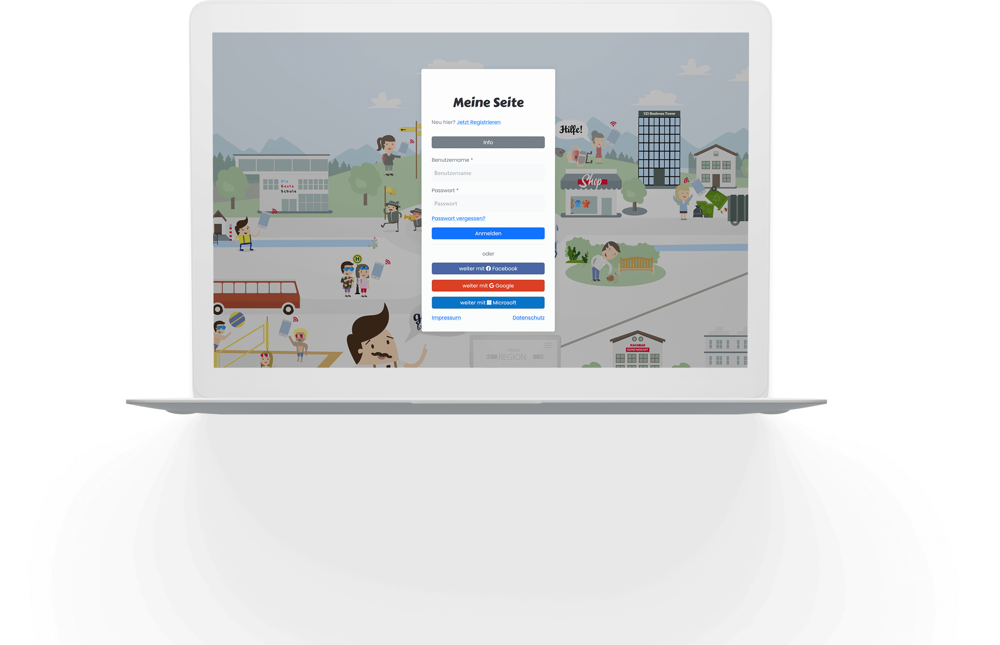 Meine Seite
Neu hier? Jetzt Registrieren
Info
Benutzername *
Benutzername
Passwort *
Passwort
Passwort vergessen?
Anmelden
oder
weiter mit Facebook
weiter mit Google
weiter mit Microsoft
Impressum Datenschutz
123 Business Tower
Hilfe!
Die
Beste
Schule
Shop
H
UNSERE
REGION
NACHBAR
GEMEINDEAMT